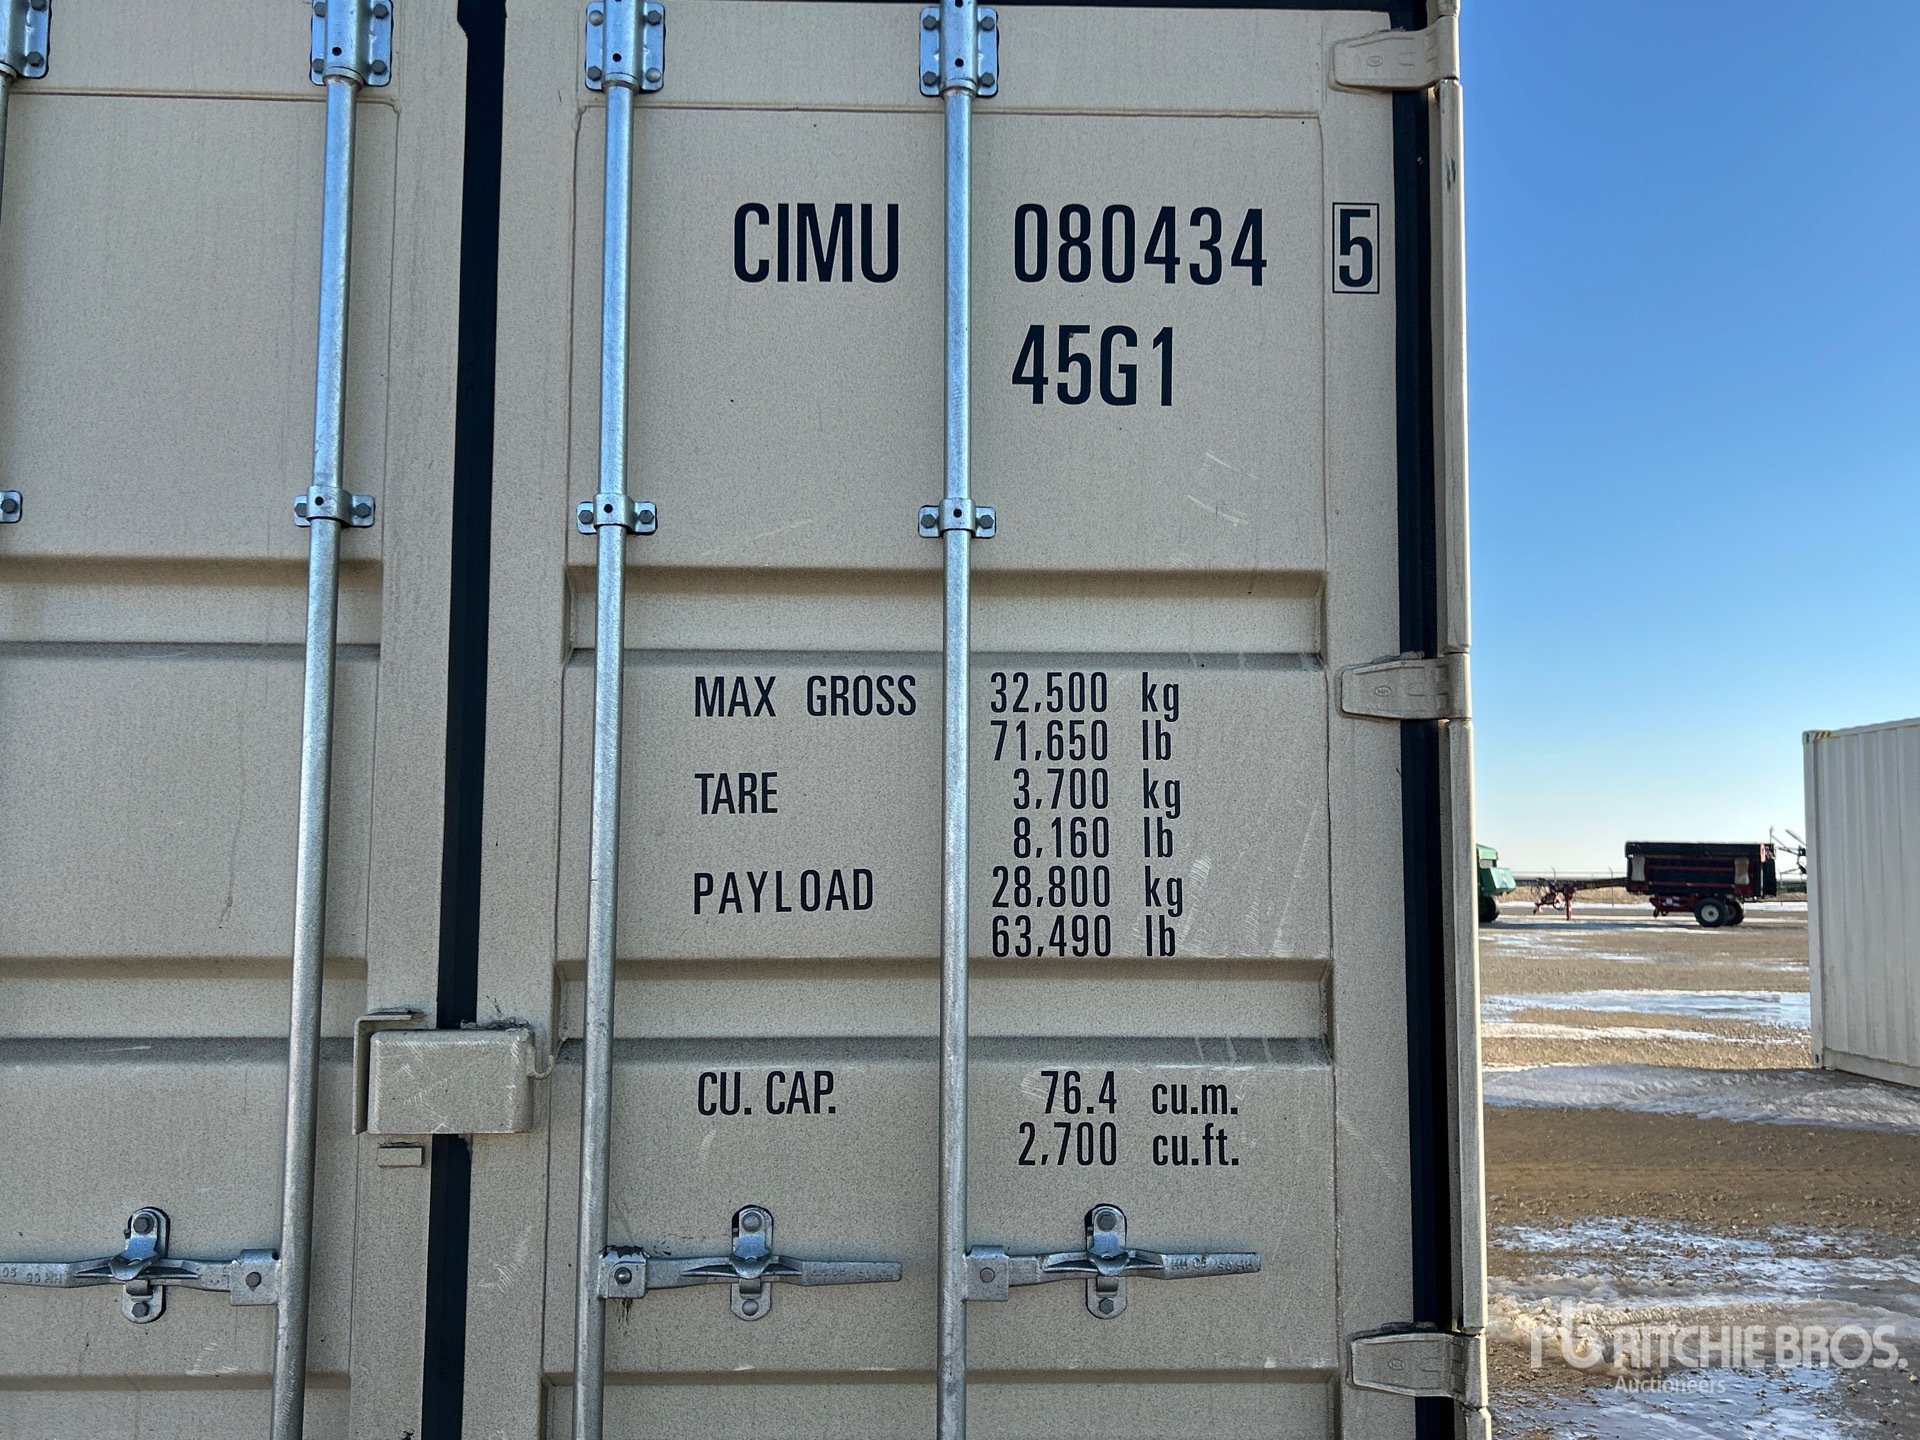 CIMU 080434 5
45G1
MAX GROSS 32,500 kg
71,650 lb
TARE 3,700 kg
8,160 lb
PAYLOAD 28,800 kg
63,490 lb
CU. CAP. 76.4 cu.m.
2,700 cu.ft.
RITCHIE BROS.
Auctioneers